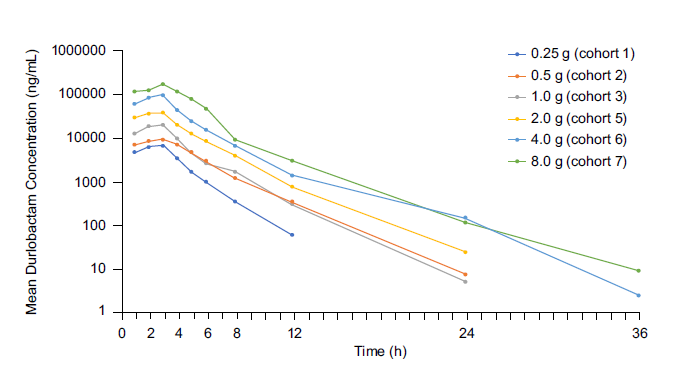 Mean Durlobactam Concentration (ng/mL)
1000000
100000
10000
1000
100
10
1
0 2 4 6 8 12 24 36
Time (h)
0.25 g (cohort 1)
0.5 g (cohort 2)
1.0 g (cohort 3)
2.0 g (cohort 5)
4.0 g (cohort 6)
8.0 g (cohort 7)